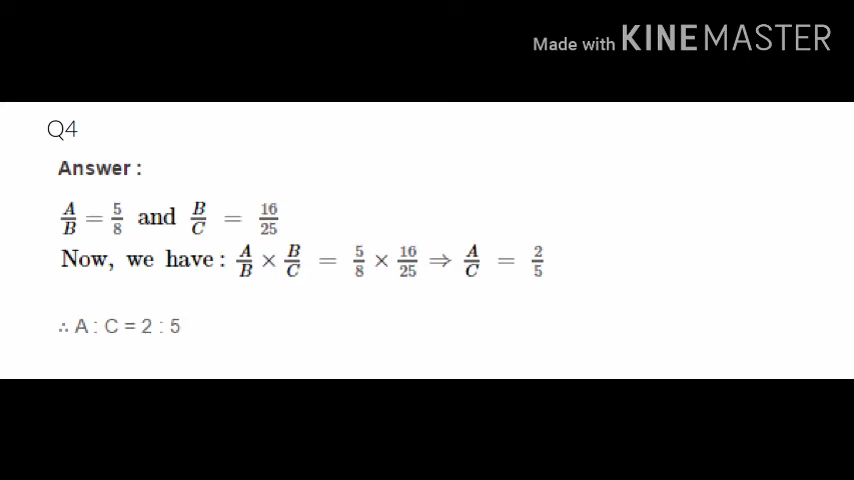 Made with KINEMASTER
Q4
Answer :
A/B = 5/8 and B/C = 16/25
Now, we have : A/B × B/C = 5/8 × 16/25 ⇒ A/C = 2/5
∴ A : C = 2 : 5